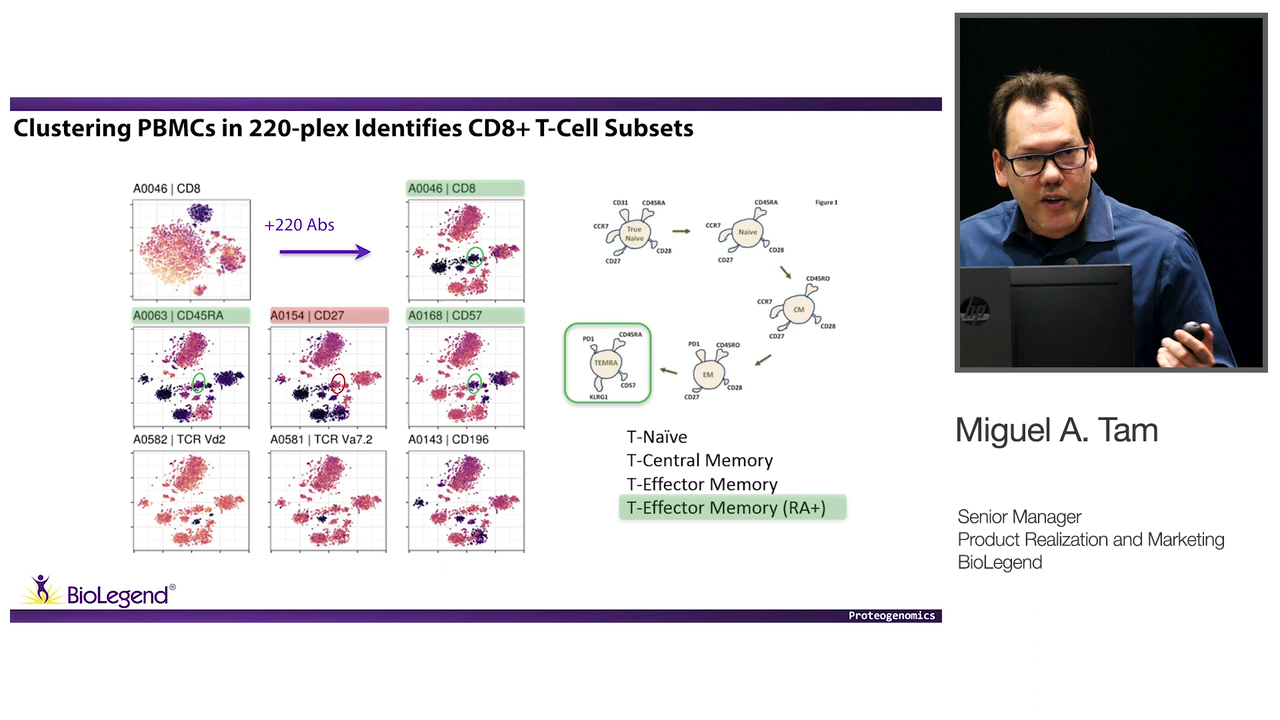 Clustering PBMCs in 220-plex Identifies CD8+ T-Cell Subsets
A0046 | CD8
+220 Abs
A0046 | CD8
A0063 | CD45RA
A0154 | CD27
A0168 | CD57
A0582 | TCR Vd2
A0581 | TCR Va7.2
A0143 | CD196
Figure 1
CD31
CD45RA
CCR7
True
Naive
CD28
CD27
CD45RA
CCR7
Naive
CD28
CD27
CD45RO
CCR7
CM
CD28
CD27
PD1
CD45RO
EM
CD28
CD27
PD1
CD45RA
TEMRA
CD57
KLRG1
T-Naïve
T-Central Memory
T-Effector Memory
T-Effector Memory (RA+)
BioLegend®
Proteogenomics
hp
Miguel A. Tam
Senior Manager
Product Realization and Marketing
BioLegend